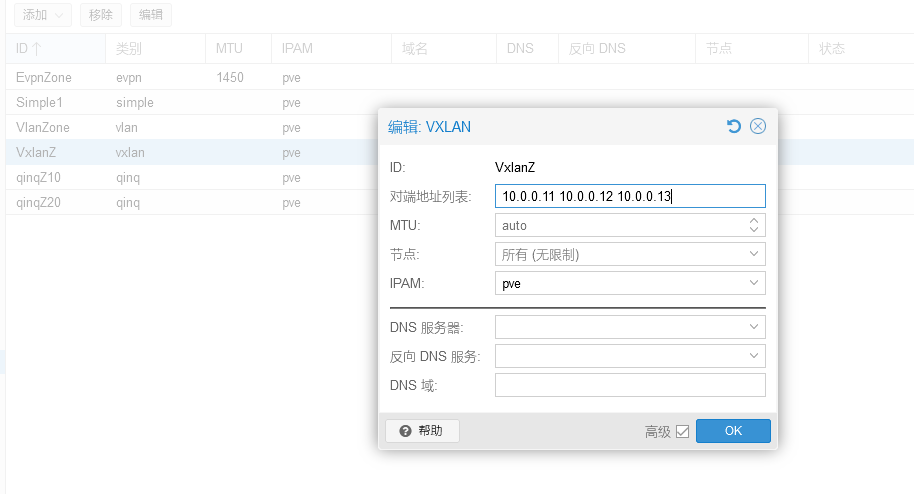 添加 移除 编辑
ID ↑ 类别 MTU IPAM 域名 DNS 反向 DNS 节点 状态
EvpnZone evpn 1450 pve
Simple1 simple pve
VlanZone vlan pve
VxlanZ vxlan pve
qinqZ10 qinq pve
qinqZ20 qinq pve
编辑: VXLAN
ID: VxlanZ
对端地址列表: 10.0.0.11 10.0.0.12 10.0.0.13
MTU: auto
节点: 所有 (无限制)
IPAM: pve
DNS 服务器:
反向 DNS 服务:
DNS 域:
帮助 高级 OK